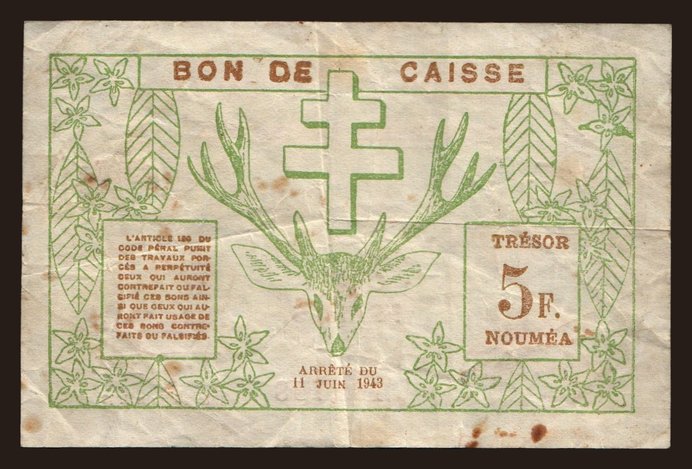 BON DE CAISSE
L'ARTICLE 139 DU
CODE PÉNAL PUNIT
DES TRAVAUX FOR-
CÉS A PERPÉTUITÉ
CEUX QUI AURONT
CONTREFAIT OU FAL-
SIFIÉ CES BONS AIN-
SI QUE CEUX QUI AU-
RONT FAIT USAGE DE
CES BONS CONTRE-
FAITS OU FALSIFIÉS.
TRÉSOR
5 F.
NOUMÉA
ARRÊTÉ DU
11 JUIN 1943